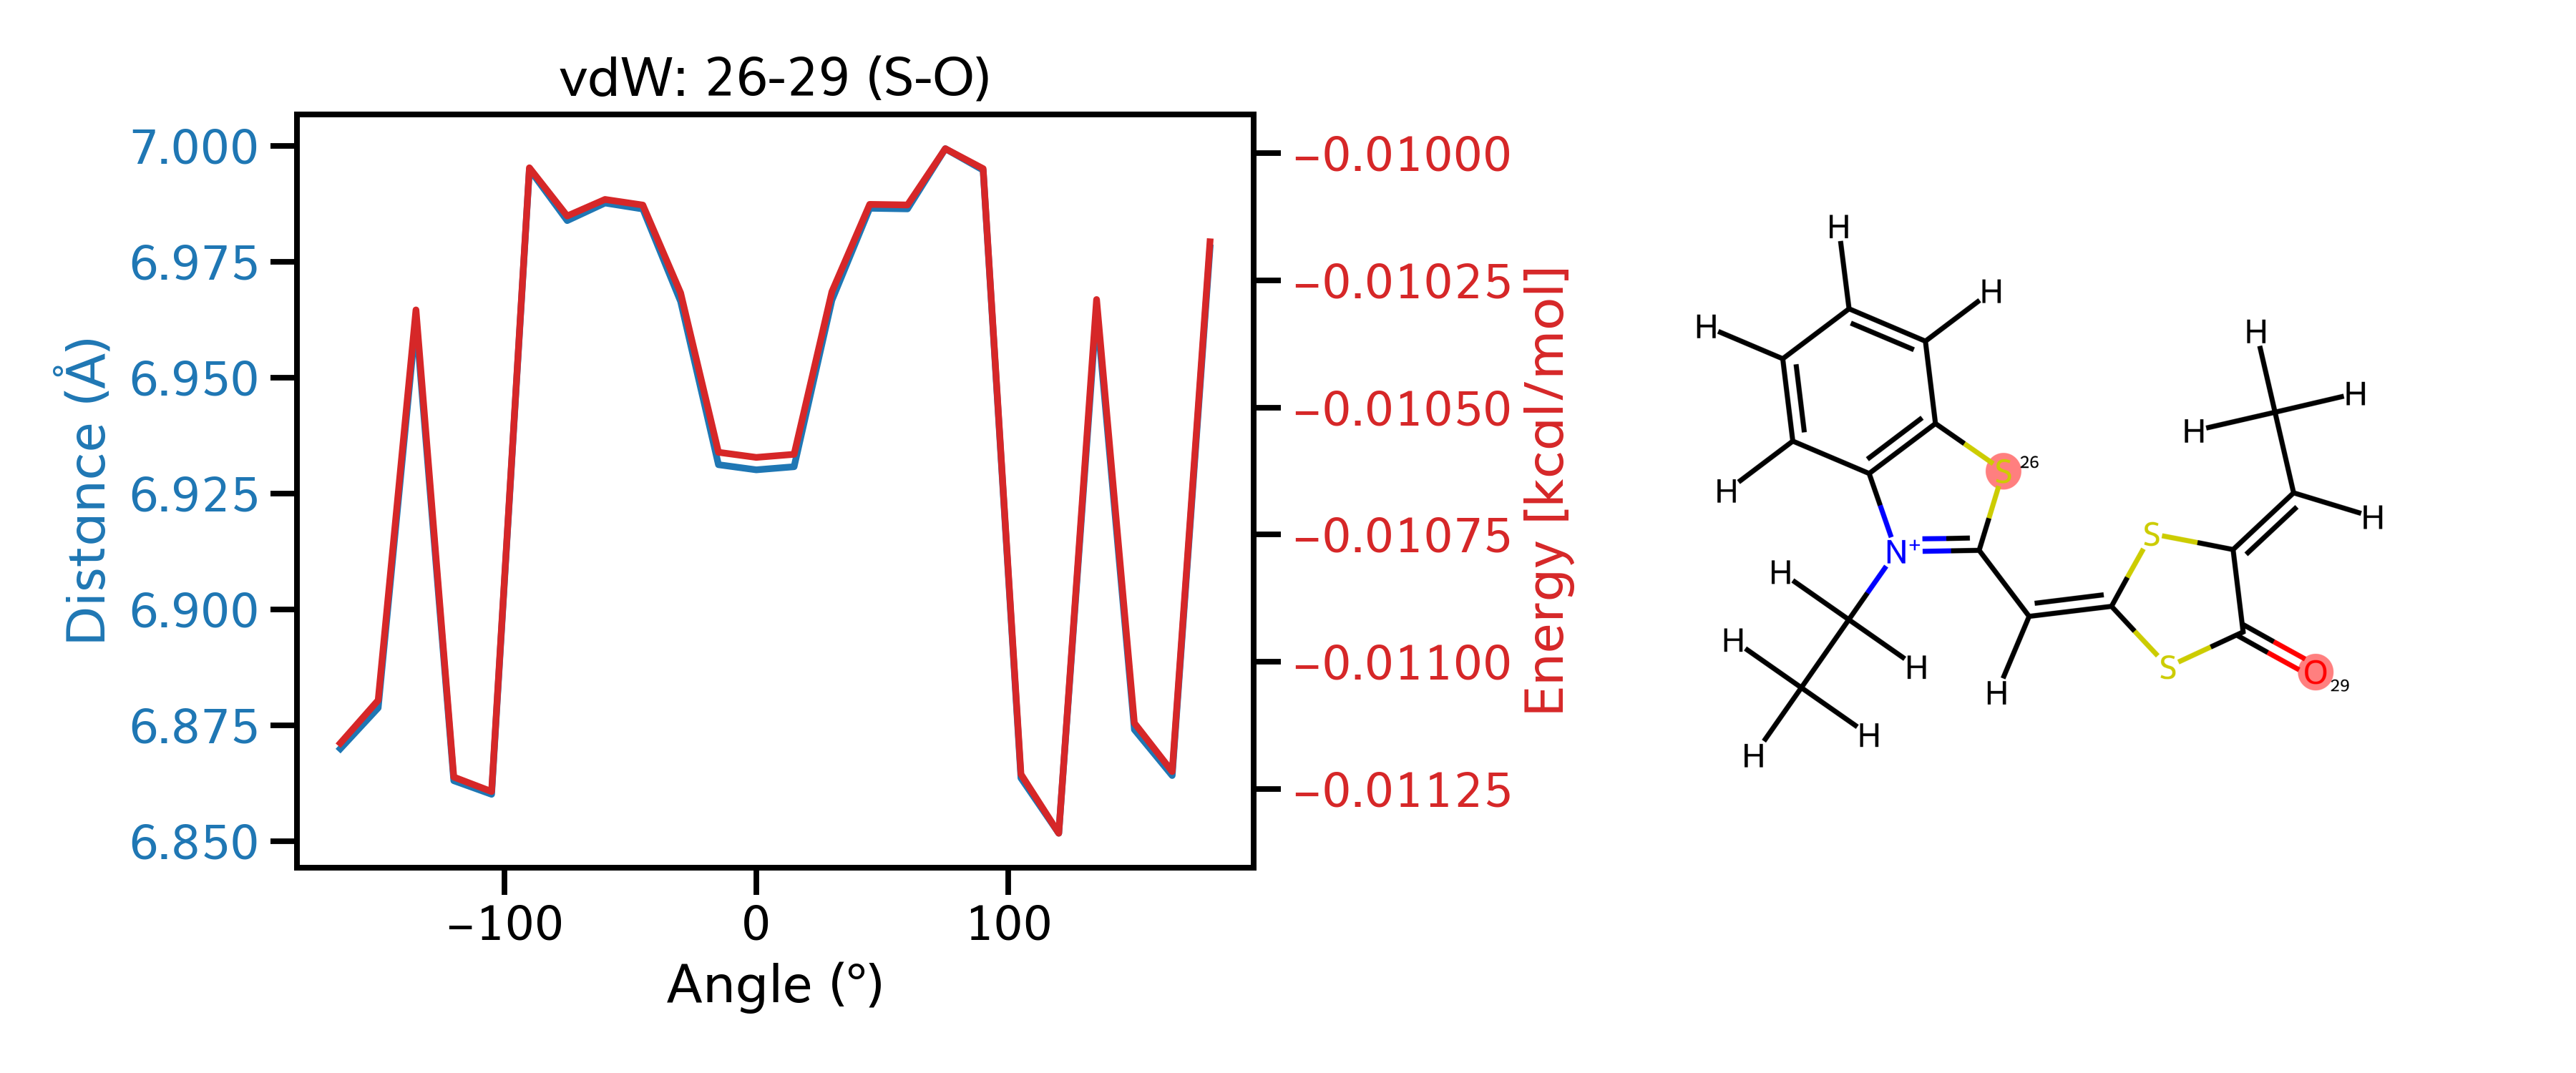 vdW: 26-29 (S-O)
7.000
6.975
6.950
6.925
6.900
6.875
6.850
Distance (Å)
−100
0
100
Angle (°)
−0.01000
−0.01025
−0.01050
−0.01075
−0.01100
−0.01125
Energy [kcal/mol]
H
H
H
H
H
H
H
S 26
H
H
S
N+
H
H
H
S
O 29
H
H
H